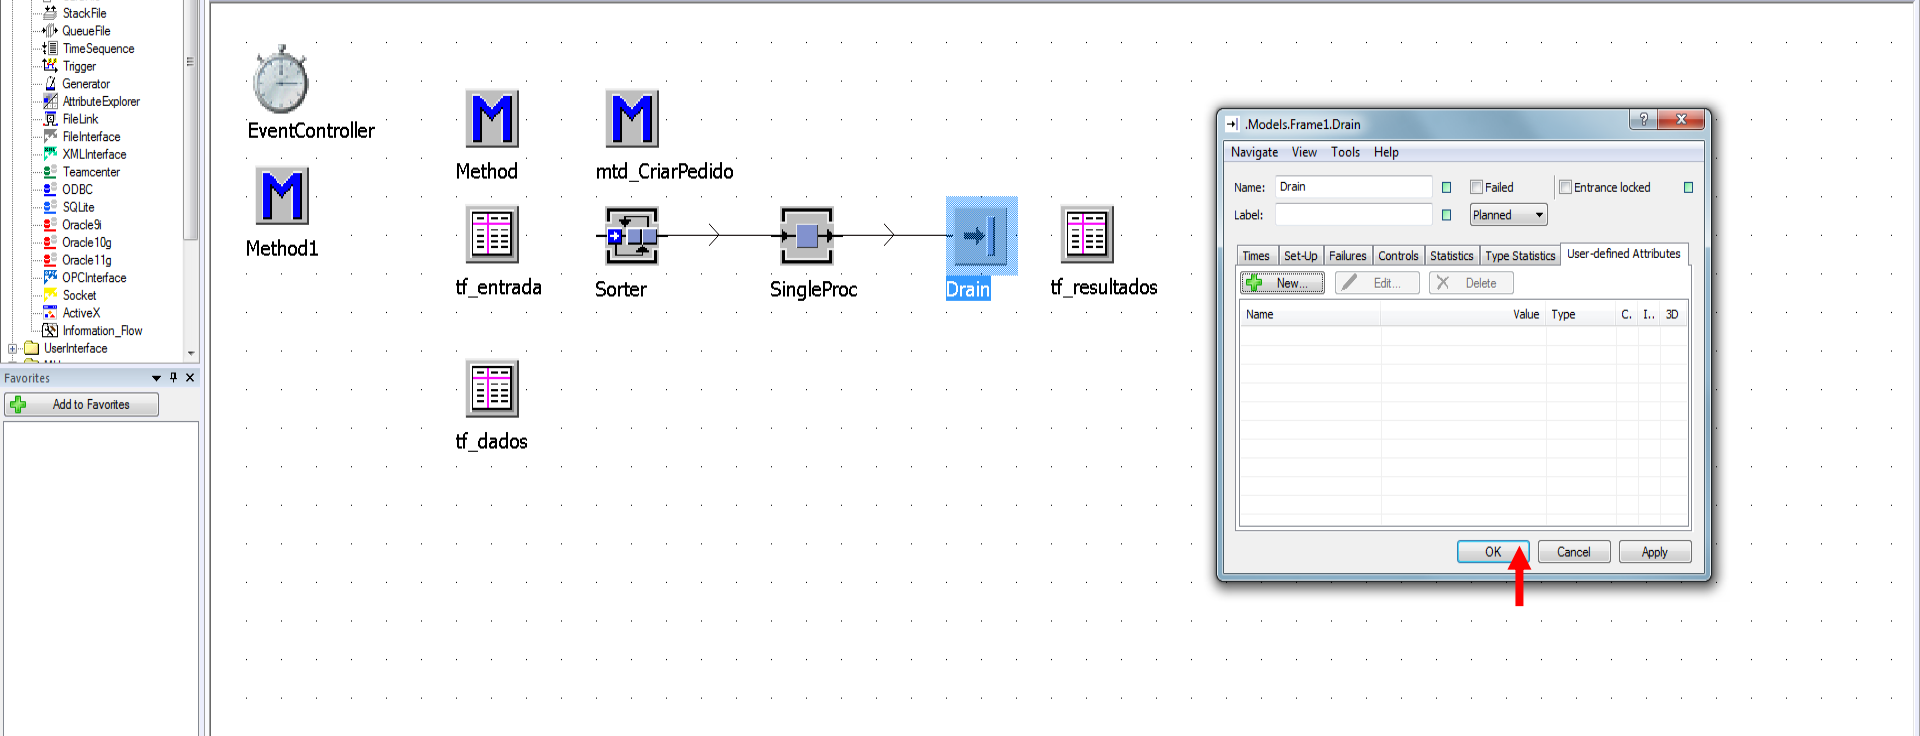 StackFile
QueueFile
TimeSequence
Trigger
Generator
AttributeExplorer
FileLink
FileInterface
XMLInterface
Teamcenter
ODBC
SQLite
Oracle9i
Oracle10g
Oracle11g
OPCInterface
Socket
ActiveX
Information_Flow
UserInterface
Favorites
Add to Favorites
EventController
Method
mtd_CriarPedido
Method1
tf_entrada
Sorter
SingleProc
Drain
tf_resultados
tf_dados
.Models.Frame1.Drain
Navigate View Tools Help
Name: Drain Failed Entrance locked
Label: Planned
Times Set-Up Failures Controls Statistics Type Statistics User-defined Attributes
New... Edit... Delete
Name Value Type C. I.. 3D
OK Cancel Apply